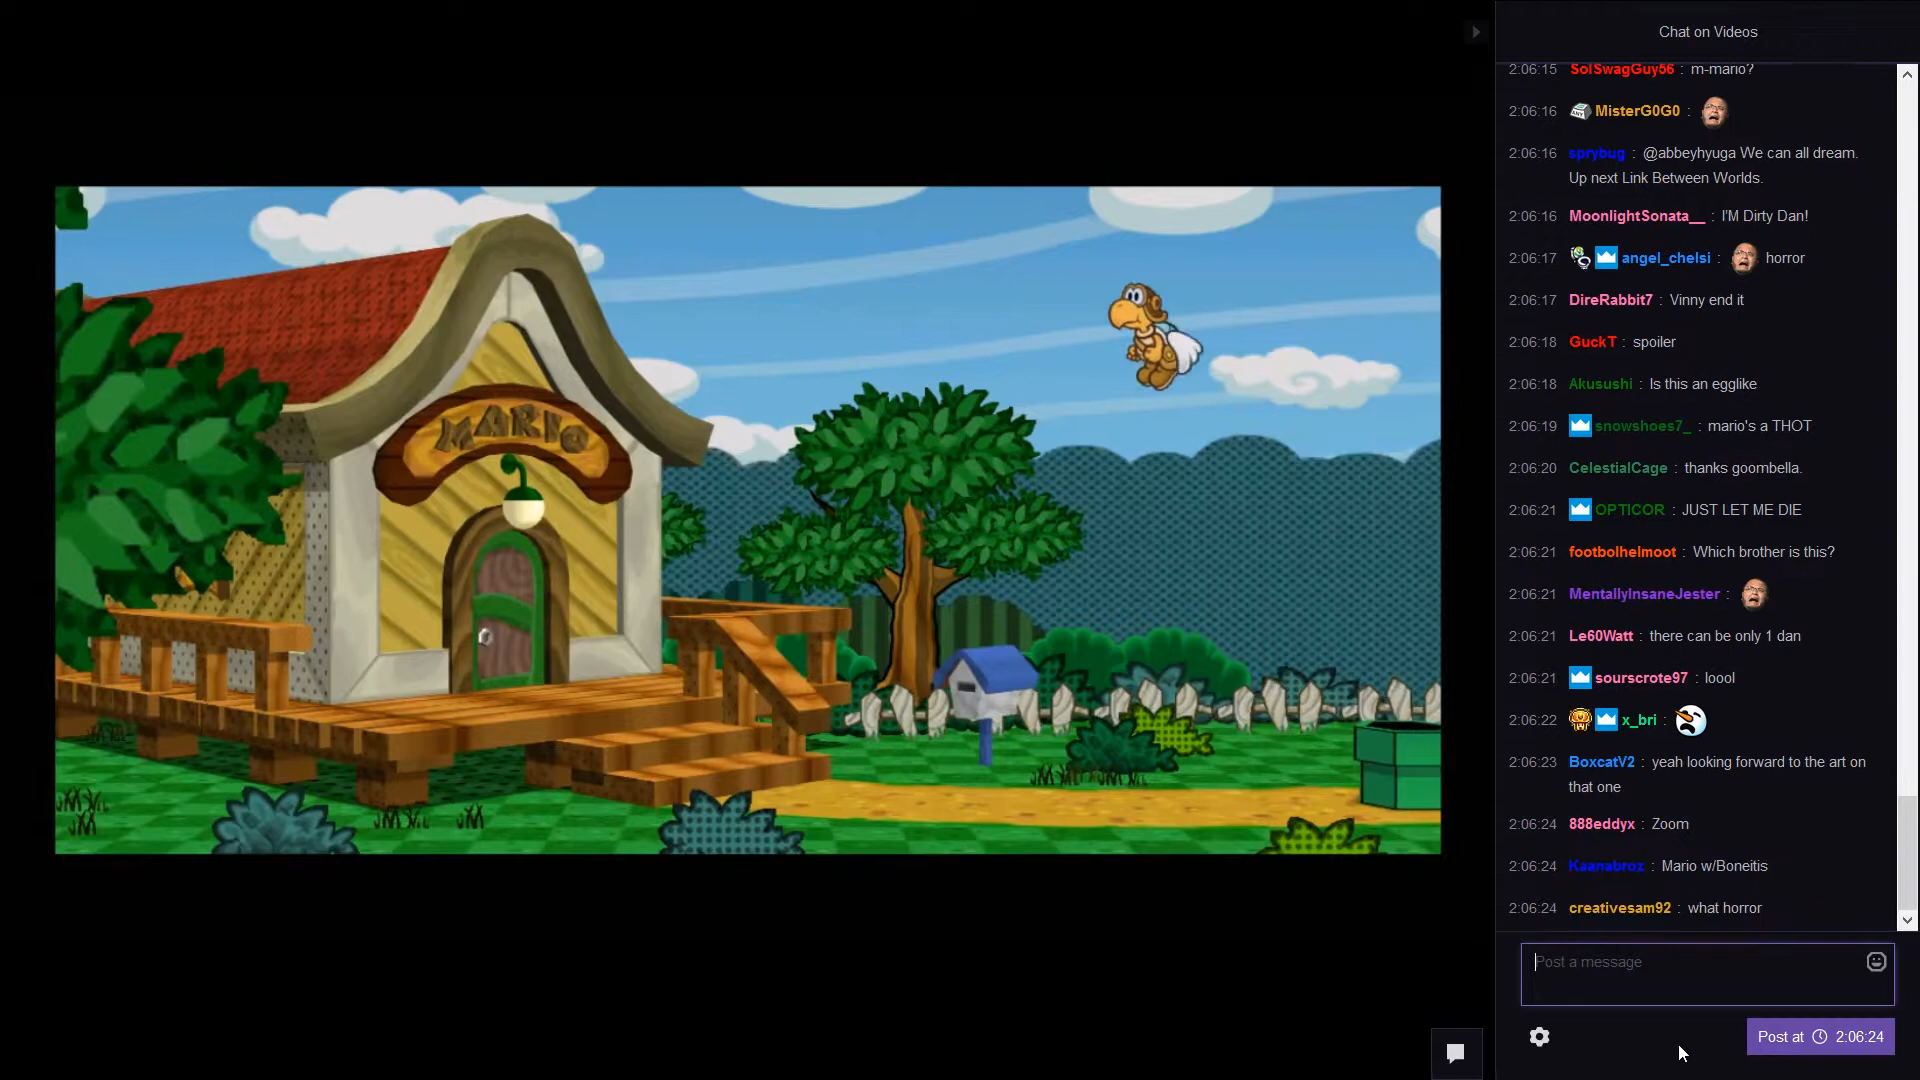 Chat on Videos
2:06:15 SolSwagGuy56 : m-mario?
2:06:16 MisterG0G0 :
2:06:16 sprybug : @abbeyhyuga We can all dream.
Up next Link Between Worlds.
2:06:16 MoonlightSonata__ : I'M Dirty Dan!
2:06:17 angel_chelsi : horror
2:06:17 DireRabbit7 : Vinny end it
2:06:18 GuckT : spoiler
2:06:18 Akusushi : Is this an egglike
2:06:19 snowshoes7_ : mario's a THOT
2:06:20 CelestialCage : thanks goombella.
2:06:21 OPTICOR : JUST LET ME DIE
2:06:21 footbolhelmoot : Which brother is this?
2:06:21 MentallyInsaneJester :
2:06:21 Le60Watt : there can be only 1 dan
2:06:21 sourscrote97 : loool
2:06:22 x_bri :
2:06:23 BoxcatV2 : yeah looking forward to the art on
that one
2:06:24 888eddyx : Zoom
2:06:24 Kaanabroz : Mario w/Boneitis
2:06:24 creativesam92 : what horror
Post a message
Post at 2:06:24
MARIO